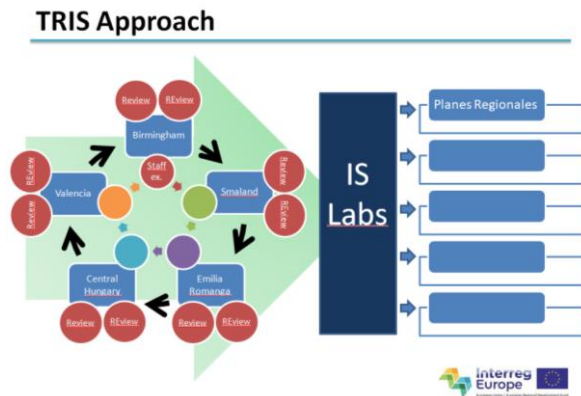 TRIS Approach
Review
REview
Birmingham
Staff
ex.
REview
Review
Valencia
Smaland
Review
REview
Central
Hungary
Emilia
Romanga
Review
REview
Review
REview
IS
Labs
Planes Regionales
Interreg
Europe